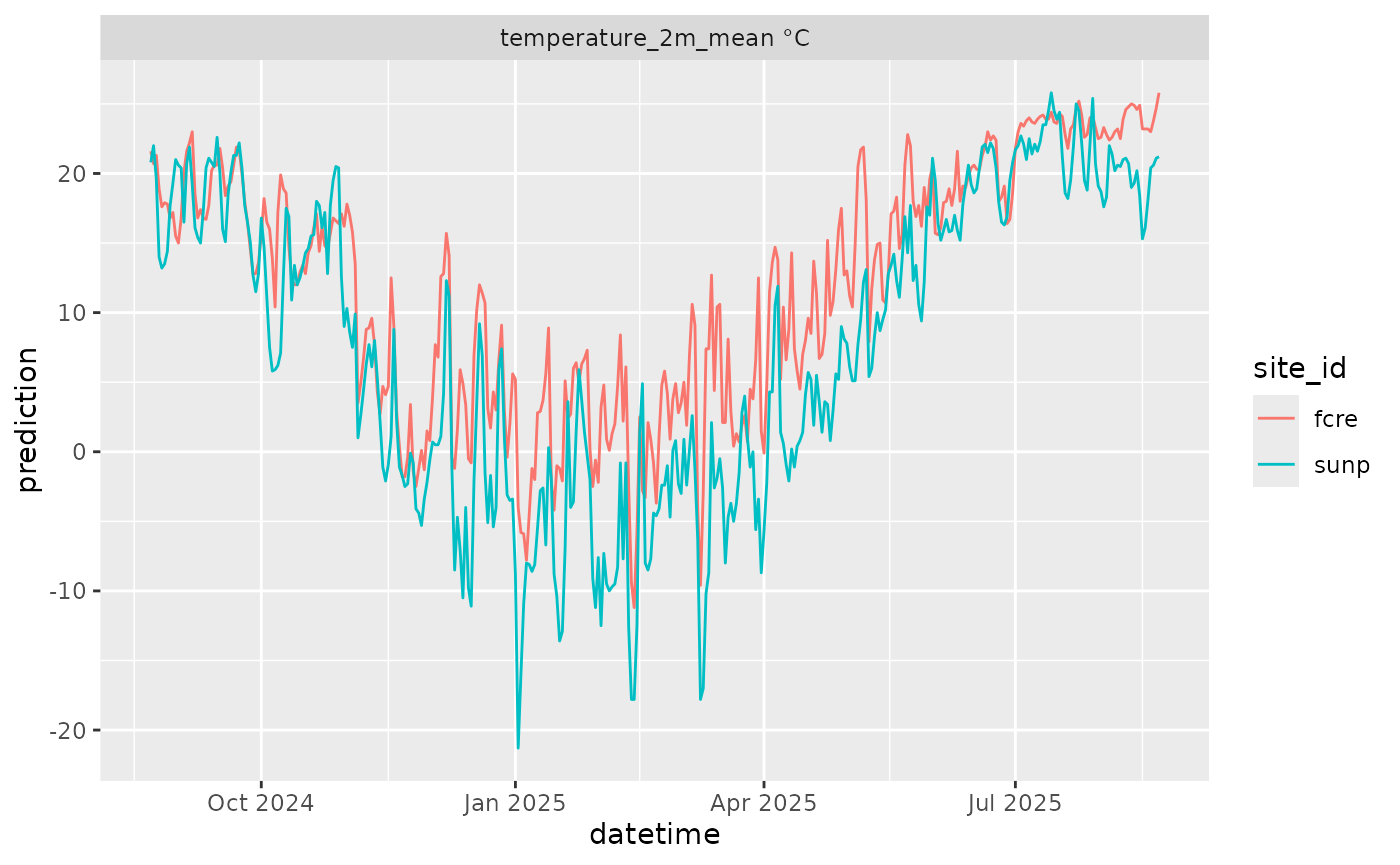 temperature_2m_mean °C
prediction
20
10
0
-10
-20
Oct 2024
Jan 2025
Apr 2025
Jul 2025
datetime
site_id
fcre
sunp